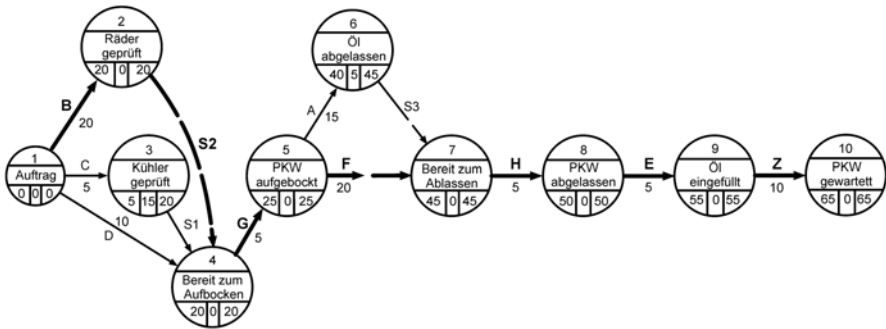 1
Auftrag
0 0 0
B
20
C
5
10
D
2
Räder
geprüft
20 0 20
3
Kühler
geprüft
5 15 20
S2
S1
4
Bereit zum
Aufbocken
20 0 20
G
5
5
PKW
aufgebockt
25 0 25
A
15
6
Öl
abgelassen
40 5 45
S3
F
20
7
Bereit zum
Ablassen
45 0 45
H
5
8
PKW
abgelassen
50 0 50
E
5
9
Öl
eingefüllt
55 0 55
Z
10
10
PKW
gewartett
65 0 65